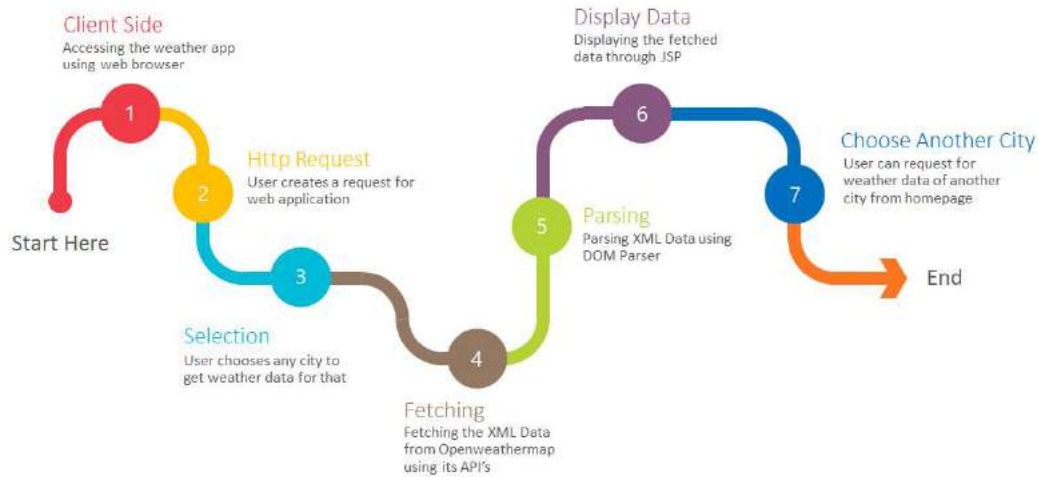 Start Here
1
Client Side
Accessing the weather app
using web browser
2
Http Request
User creates a request for
web application
3
Selection
User chooses any city to
get weather data for that
4
Fetching
Fetching the XML Data
from Openweathermap
using its API's
5
Parsing
Parsing XML Data using
DOM Parser
6
Display Data
Displaying the fetched
data through JSP
7
Choose Another City
User can request for
weather data of another
city from homepage
End